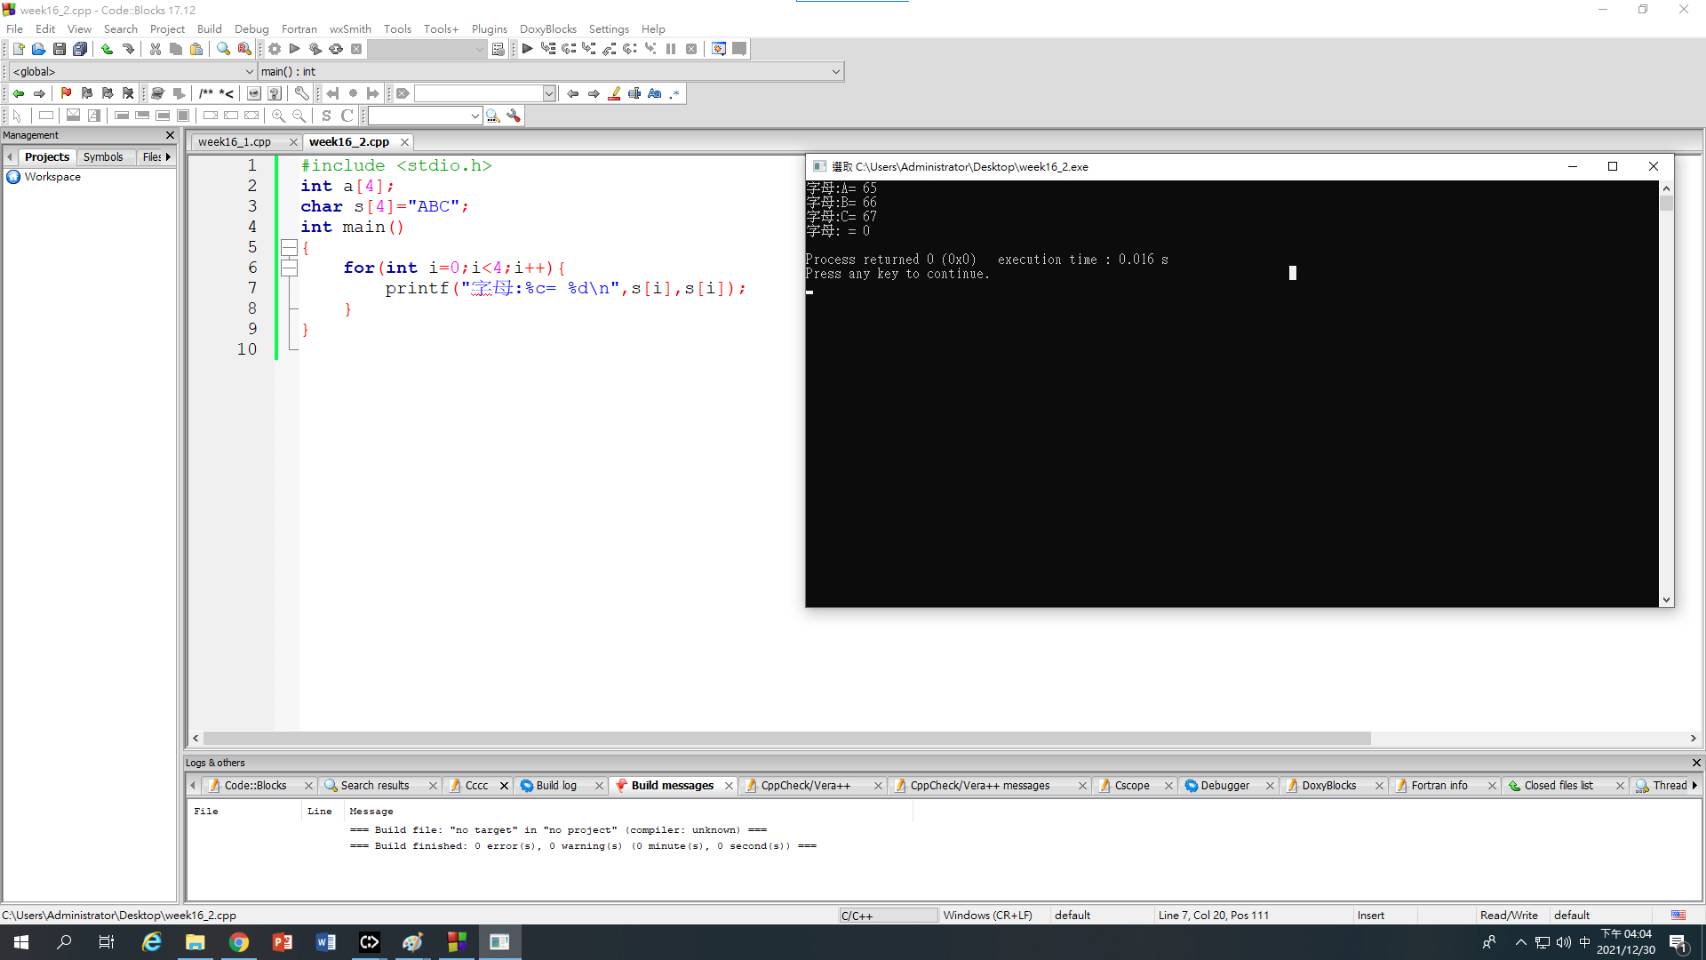 week16_2.cpp - Code::Blocks 17.12
File Edit View Search Project Build Debug Fortran wxSmith Tools Tools+ Plugins DoxyBlocks Settings Help
<global> main() : int
/** *<
Aa .*
S C
Management
Projects Symbols Files
Workspace
week16_1.cpp week16_2.cpp
1 #include <stdio.h>
2 int a[4];
3 char s[4]="ABC";
4 int main()
5 {
6 for(int i=0;i<4;i++){
7 printf("字母:%c= %d\n",s[i],s[i]);
8 }
9 }
10
選取 C:\Users\Administrator\Desktop\week16_2.exe
字母:A= 65
字母:B= 66
字母:C= 67
字母: = 0
Process returned 0 (0x0) execution time : 0.016 s
Press any key to continue.
Logs & others
Code::Blocks Search results Cccc Build log Build messages CppCheck/Vera++ CppCheck/Vera++ messages Cscope Debugger DoxyBlocks Fortran info Closed files list Thread
File Line Message
=== Build file: "no target" in "no project" (compiler: unknown) ===
=== Build finished: 0 error(s), 0 warning(s) (0 minute(s), 0 second(s)) ===
C:\Users\Administrator\Desktop\week16_2.cpp C/C++ Windows (CR+LF) default Line 7, Col 20, Pos 111 Insert Read/Write default
中 下午 04:04
2021/12/30
1